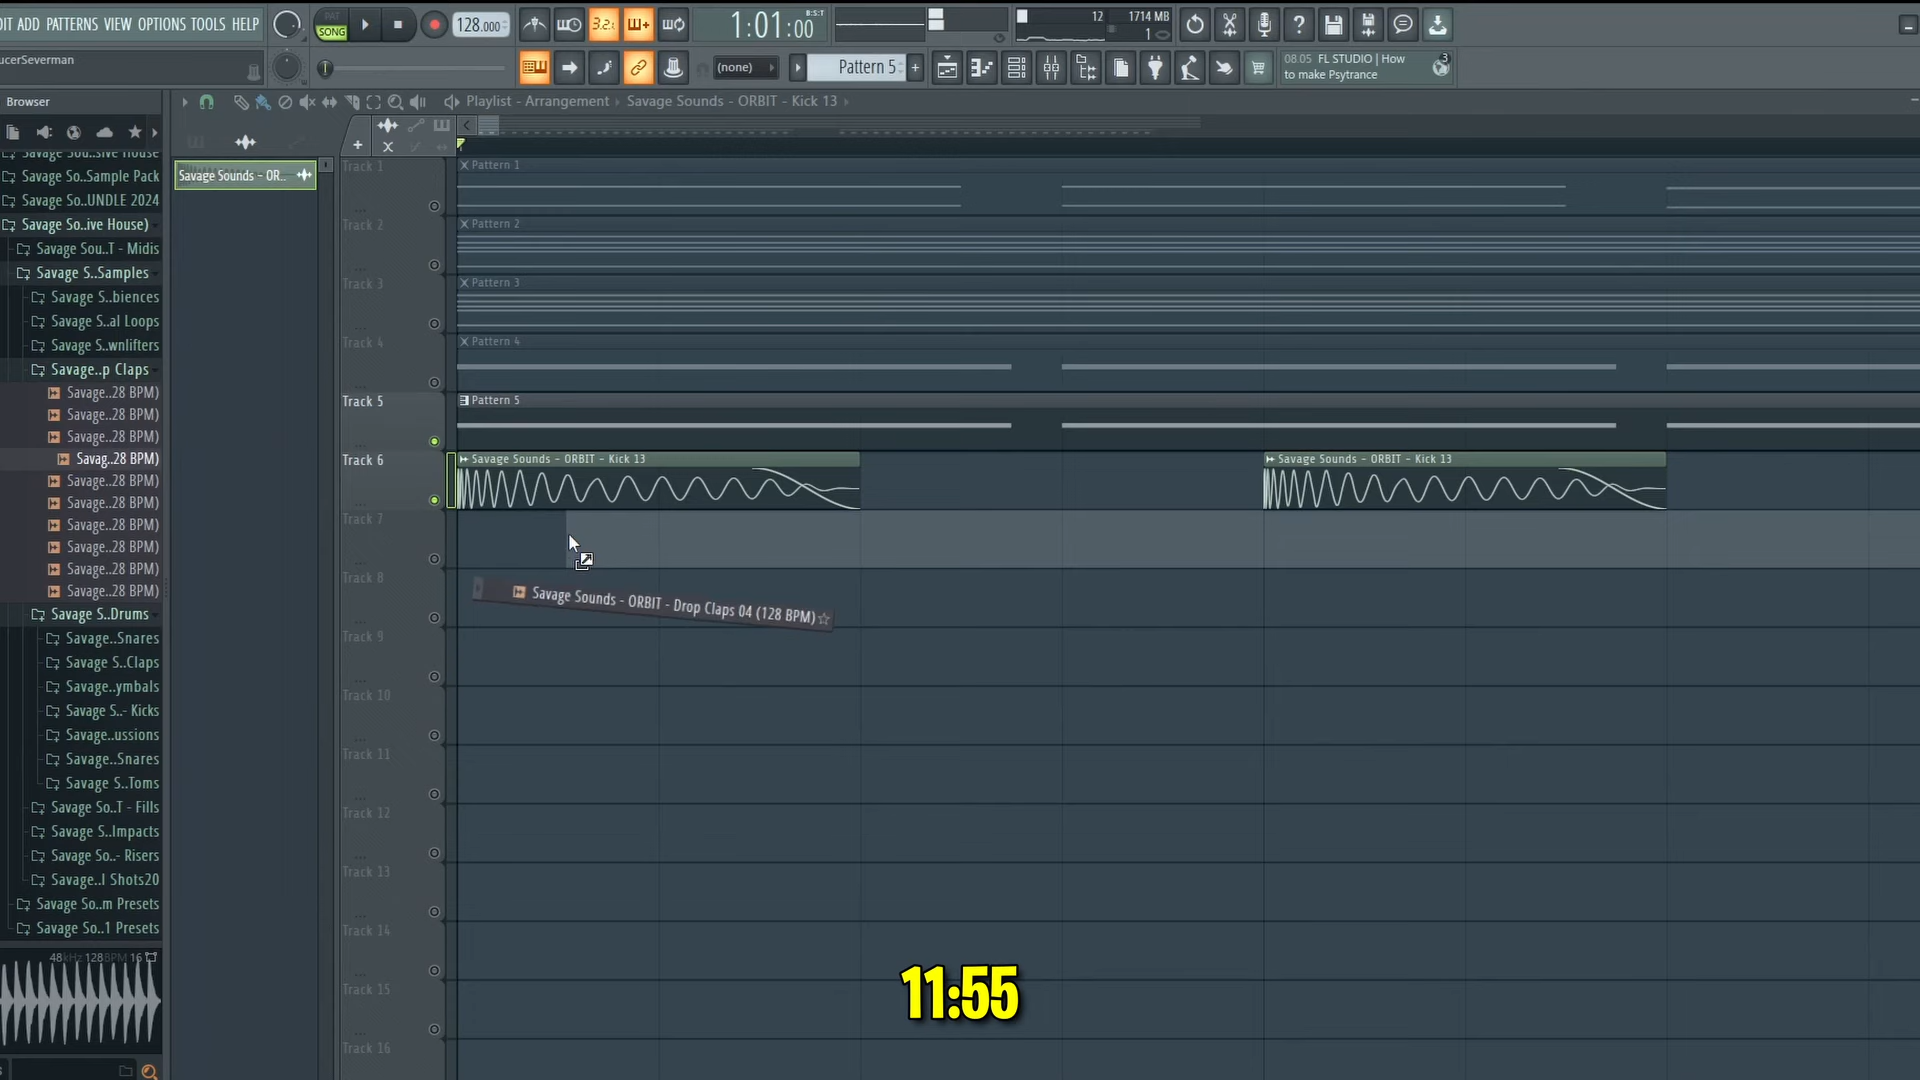 DIT ADD PATTERNS VIEW OPTIONS TOOLS HELP
PAT
SONG
128.000
3.2.
1:01:00
B:S:T
12
1714 MB
1
ucerSeverman
(none)
Pattern 5
+
08.05 FL STUDIO | How
to make Psytrance
3
Browser
Playlist - Arrangement › Savage Sounds - ORBIT - Kick 13 ›
Savage Sou..sive House
Savage So..Sample Pack
Savage So..UNDLE 2024
Savage So..ive House)
Savage Sou..T - Midis
Savage S..Samples
Savage S..biences
Savage S..al Loops
Savage S..wnlifters
Savage..p Claps
Savage..28 BPM)
Savage..28 BPM)
Savage..28 BPM)
Savag..28 BPM)
Savage..28 BPM)
Savage..28 BPM)
Savage..28 BPM)
Savage..28 BPM)
Savage..28 BPM)
Savage..28 BPM)
Savage S..Drums
Savage..Snares
Savage S..Claps
Savage..ymbals
Savage S..- Kicks
Savage..ussions
Savage..Snares
Savage S..Toms
Savage So..T - Fills
Savage S..Impacts
Savage So..- Risers
Savage..l Shots20
Savage So..m Presets
Savage So..1 Presets
48kHz 128BPM 16
Savage Sounds - OR..
Track 1
Pattern 1
Track 2
Pattern 2
Track 3
Pattern 3
Track 4
Pattern 4
Track 5
Pattern 5
Track 6
Savage Sounds - ORBIT - Kick 13
Savage Sounds - ORBIT - Kick 13
Track 7
Track 8
Savage Sounds - ORBIT - Drop Claps 04 (128 BPM)
Track 9
Track 10
Track 11
Track 12
Track 13
Track 14
Track 15
Track 16
11:55